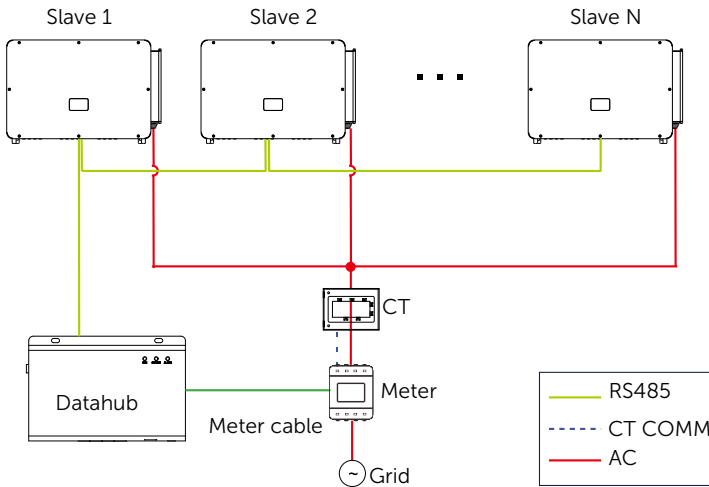 Slave 1
Slave 2
Slave N
CT
Datahub
Meter
Meter cable
Grid
RS485
CT COMM
AC